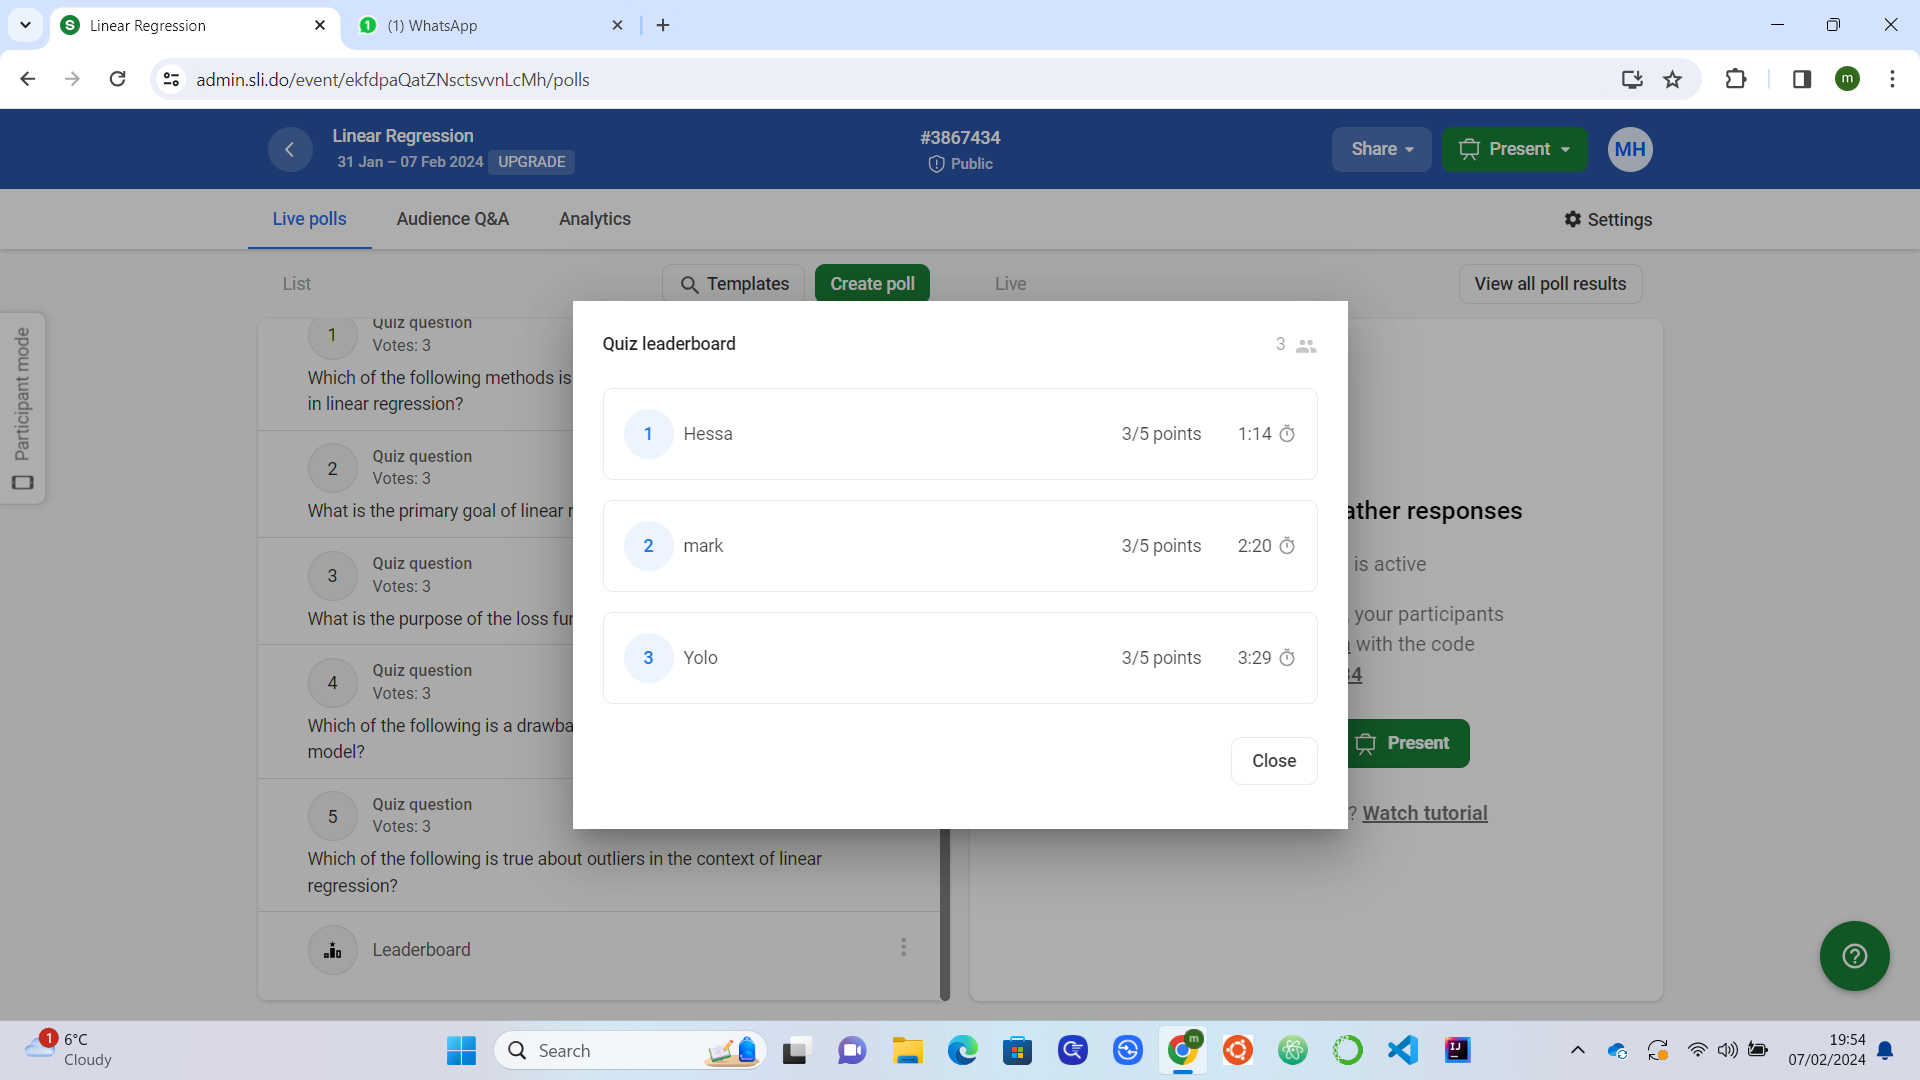 Linear Regression
(1) WhatsApp
admin.sli.do/event/ekfdpaQatZNsctsvvnLcMh/polls
m
Linear Regression
31 Jan – 07 Feb 2024 UPGRADE
#3867434
Public
Share
Present
MH
Live polls
Audience Q&A
Analytics
Settings
List
Templates
Create poll
Live
View all poll results
Participant mode
1
Quiz question
Votes: 3
Which of the following methods is
in linear regression?
2
Quiz question
Votes: 3
What is the primary goal of linear r
3
Quiz question
Votes: 3
What is the purpose of the loss fun
4
Quiz question
Votes: 3
Which of the following is a drawba
model?
5
Quiz question
Votes: 3
Which of the following is true about outliers in the context of linear
regression?
Leaderboard
Quiz leaderboard
3
1 Hessa 3/5 points 1:14
2 mark 3/5 points 2:20
3 Yolo 3/5 points 3:29
Close
ather responses
is active
, your participants
with the code
34
Present
? Watch tutorial
1
6°C
Cloudy
Search
m
19:54
07/02/2024